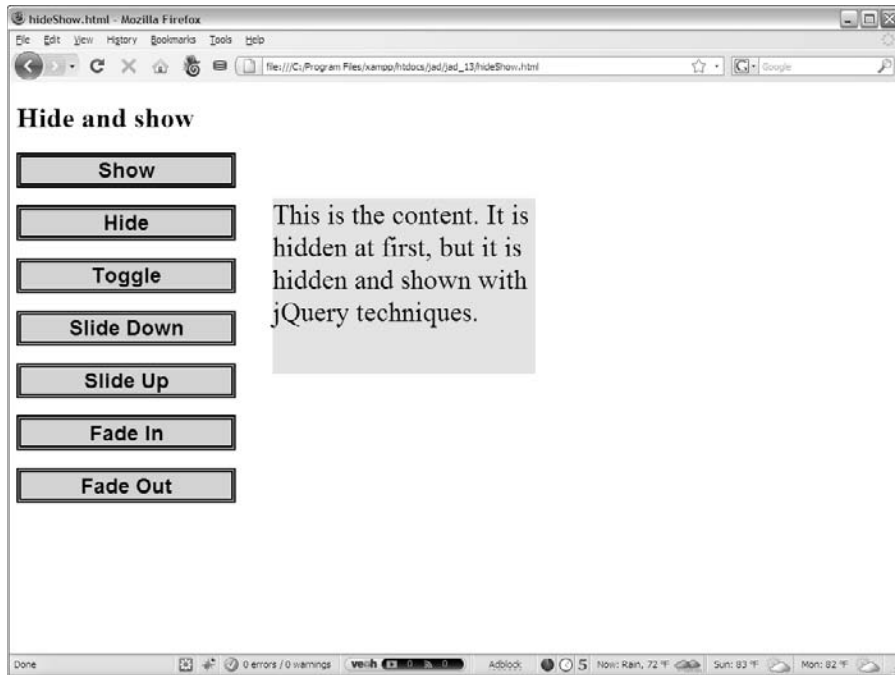 hideShow.html - Mozilla Firefox
File Edit View History Bookmarks Tools Help
file:///C:/Program Files/xampp/htdocs/jad/jad_13/hideShow.html
G Google
Hide and show
Show
Hide
Toggle
Slide Down
Slide Up
Fade In
Fade Out
This is the content. It is
hidden at first, but it is
hidden and shown with
jQuery techniques.
Done 0 errors / 0 warnings veoh 0 0 Adblock 5 Now: Rain, 72 °F Sun: 83 °F Mon: 82 °F